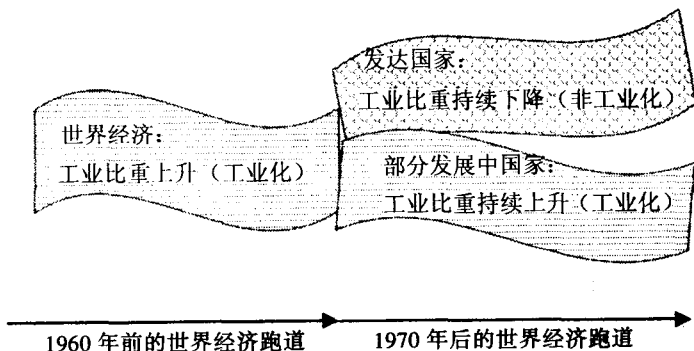 发达国家：
工业比重持续下降（非工业化）
世界经济：
工业比重上升（工业化）
部分发展中国家：
工业比重持续上升（工业化）
1960 年前的世界经济跑道
1970 年后的世界经济跑道